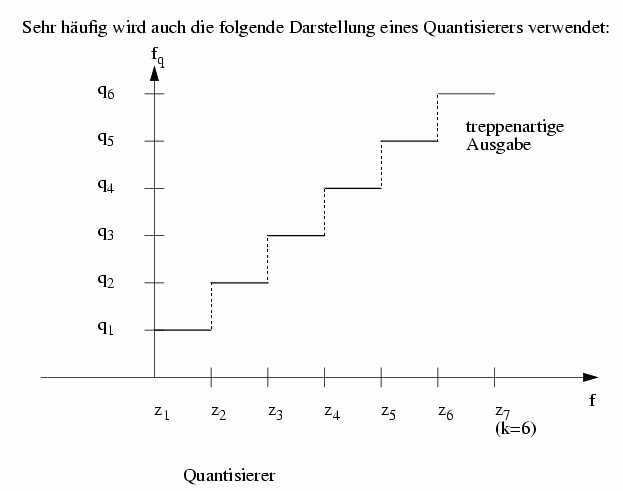 Sehr häufig wird auch die folgende Darstellung eines Quantisierers verwendet:
f_q
q_6
q_5
treppenartige
Ausgabe
q_4
q_3
q_2
q_1
f
z_1 z_2 z_3 z_4 z_5 z_6 z_7
(k=6)
Quantisierer